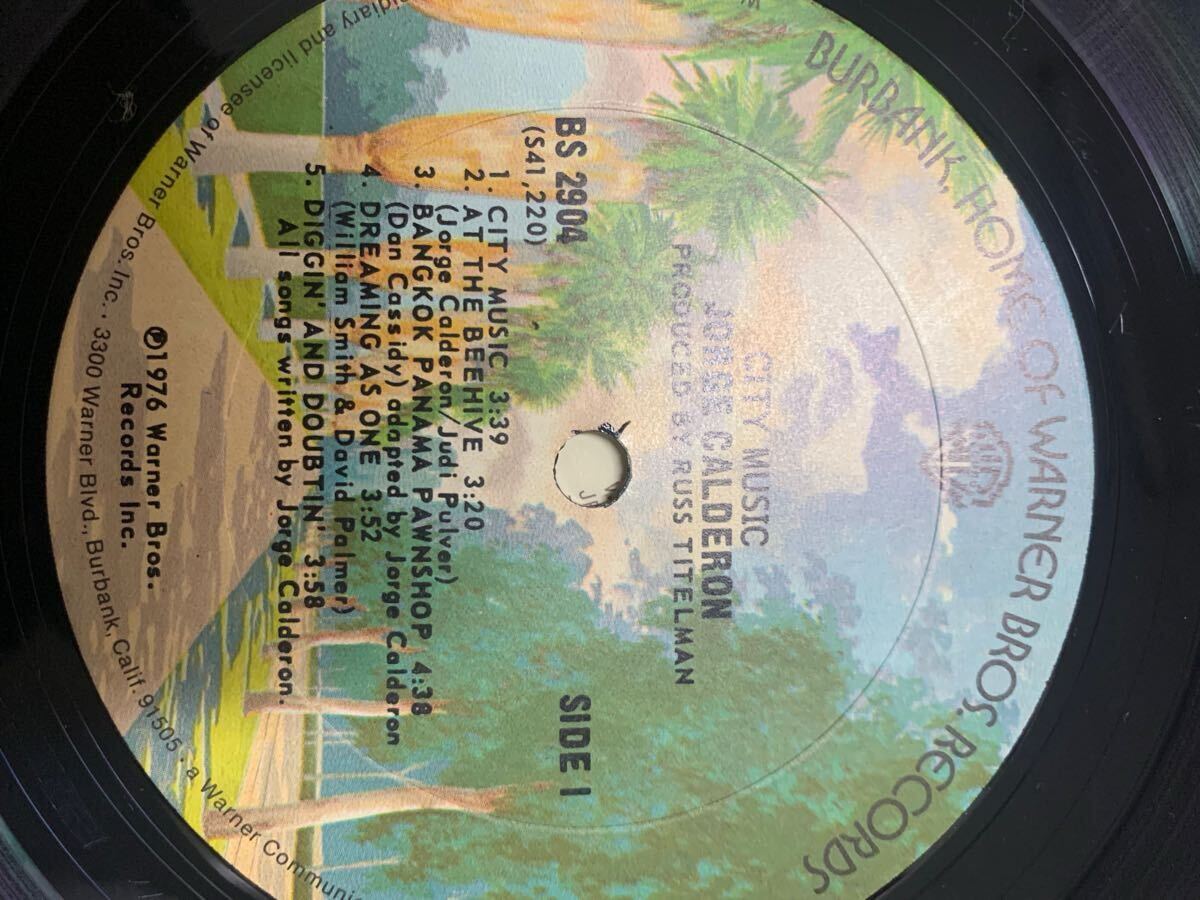 BURBANK, HOME OF WARNER BROS. RECORDS
CITY MUSIC
JORGE CALDERON
PRODUCED BY RUSS TITELMAN
BS 2904
(S41,220)
SIDE 1
1. CITY MUSIC 3:39
2. AT THE BEEHIVE 3:20
(Jorge Calderon/Judi Pulver)
3. BANGKOK PANAMA PAWNSHOP 4:38
(Dan Cassidy) adapted by Jorge Calderon
4. DREAMING AS ONE 3:52
(William Smith & David Palmer)
5. DIGGIN' AND DOUBTIN' 3:58
All songs written by Jorge Calderon.
℗1976 Warner Bros.
Records Inc.
sidiary and licensee of Warner Bros. Inc., 3300 Warner Blvd., Burbank, Calif. 91505 · a Warner Communic